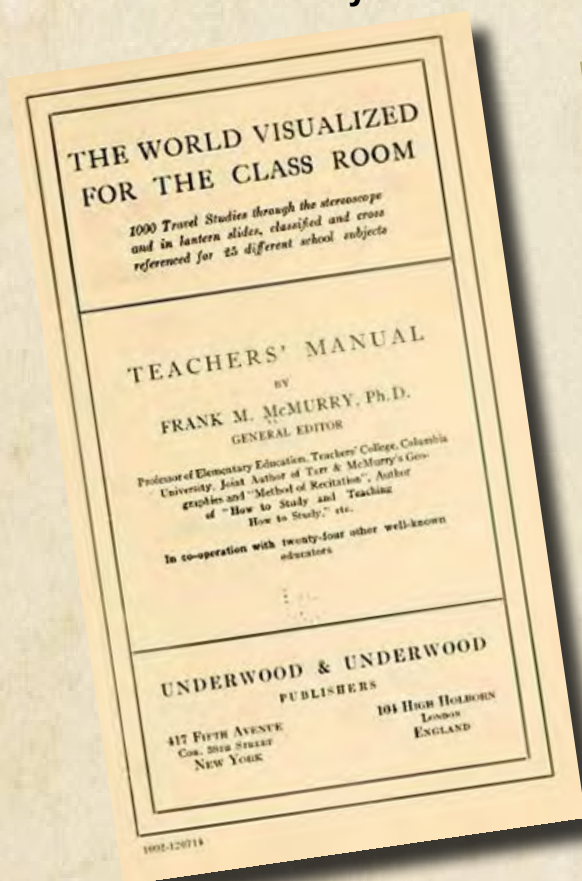 THE WORLD VISUALIZED
FOR THE CLASS ROOM
1000 Travel Studies through the stereoscope
and in lantern slides, classified and cross
referenced for 25 different school subjects
TEACHERS' MANUAL
BY
FRANK M. McMURRY, Ph.D.
GENERAL EDITOR
Professor of Elementary Education, Teachers' College, Columbia
University, Joint Author of Tarr & McMurry's Geo-
graphies and "Method of Recitation", Author
of "How to Study and Teaching
How to Study," etc.
In co-operation with twenty-four other well-known
educators
UNDERWOOD & UNDERWOOD
PUBLISHERS
417 FIFTH AVENUE
COR. 38TH STREET
NEW YORK
104 HIGH HOLBORN
LONDON
ENGLAND